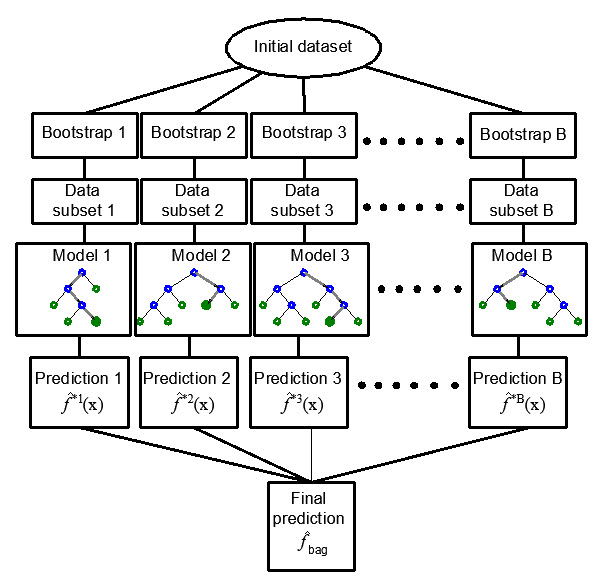 Initial dataset
Bootstrap 1 Bootstrap 2 Bootstrap 3 Bootstrap B
Data Data Data Data
subset 1 subset 2 subset 3 subset B
Model 1 Model 2 Model 3 Model B
Prediction 1 Prediction 2 Prediction 3 Prediction B
f̂*1(x) f̂*2(x) f̂*3(x) f̂*B(x)
Final
prediction
f̂bag